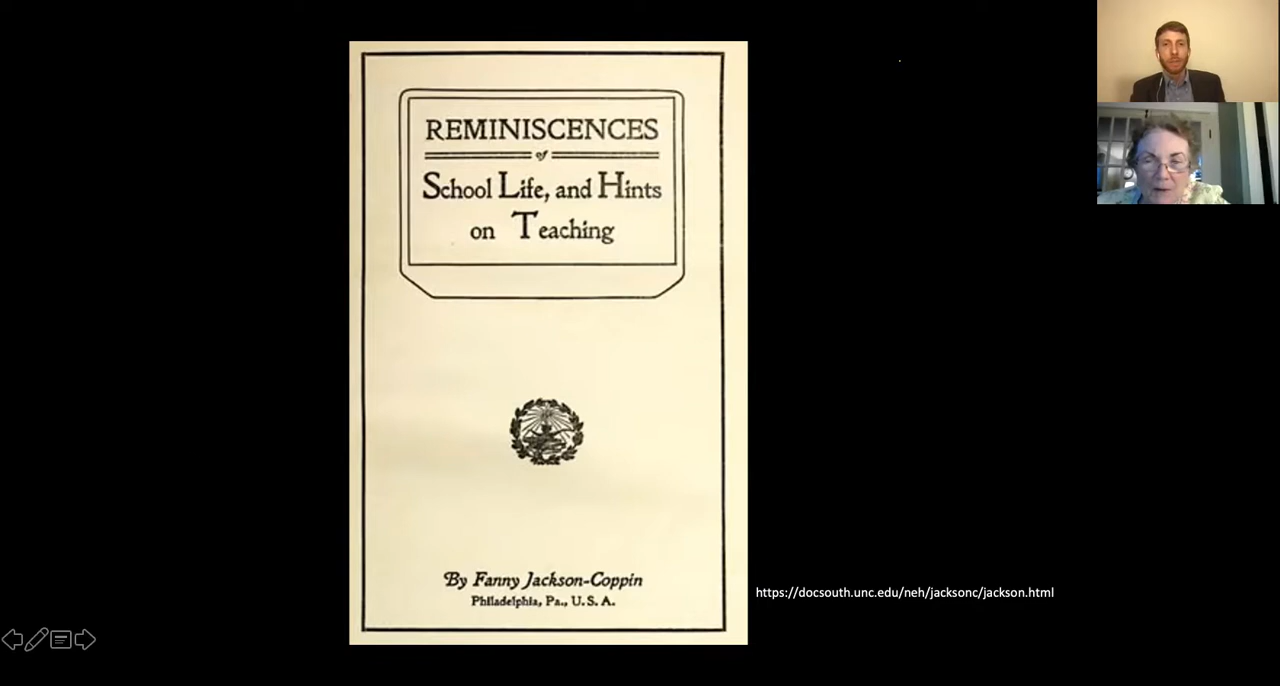 REMINISCENCES
of
School Life, and Hints
on Teaching
By Fanny Jackson-Coppin
Philadelphia, Pa., U. S. A.
https://docsouth.unc.edu/neh/jacksonc/jackson.html